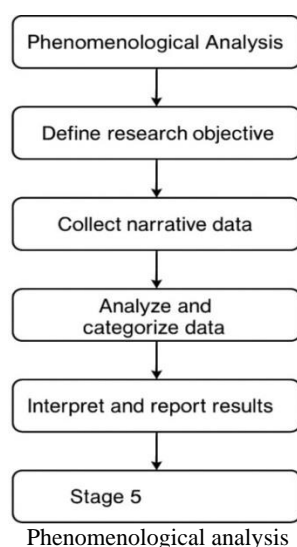 Phenomenological Analysis
Define research objective
Collect narrative data
Analyze and
categorize data
Interpret and report results
Stage 5
Phenomenological analysis